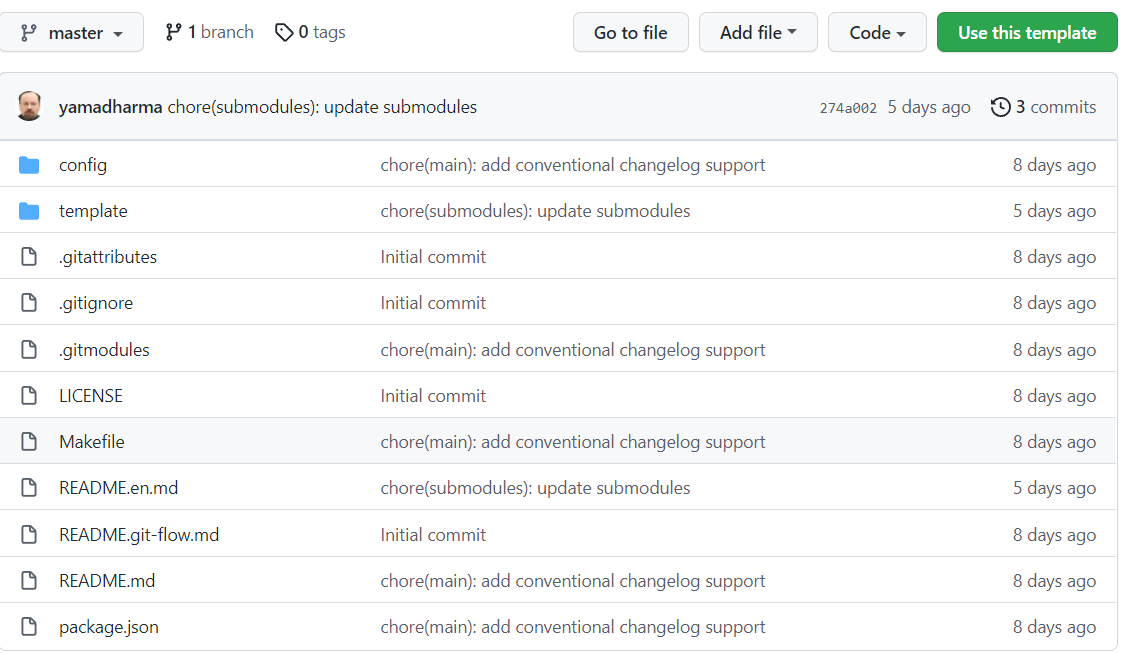 master 1 branch 0 tags Go to file Add file Code Use this template
yamadharma chore(submodules): update submodules 274a002 5 days ago 3 commits
config chore(main): add conventional changelog support 8 days ago
template chore(submodules): update submodules 5 days ago
.gitattributes Initial commit 8 days ago
.gitignore Initial commit 8 days ago
.gitmodules chore(main): add conventional changelog support 8 days ago
LICENSE Initial commit 8 days ago
Makefile chore(main): add conventional changelog support 8 days ago
README.en.md chore(submodules): update submodules 5 days ago
README.git-flow.md Initial commit 8 days ago
README.md chore(main): add conventional changelog support 8 days ago
package.json chore(main): add conventional changelog support 8 days ago